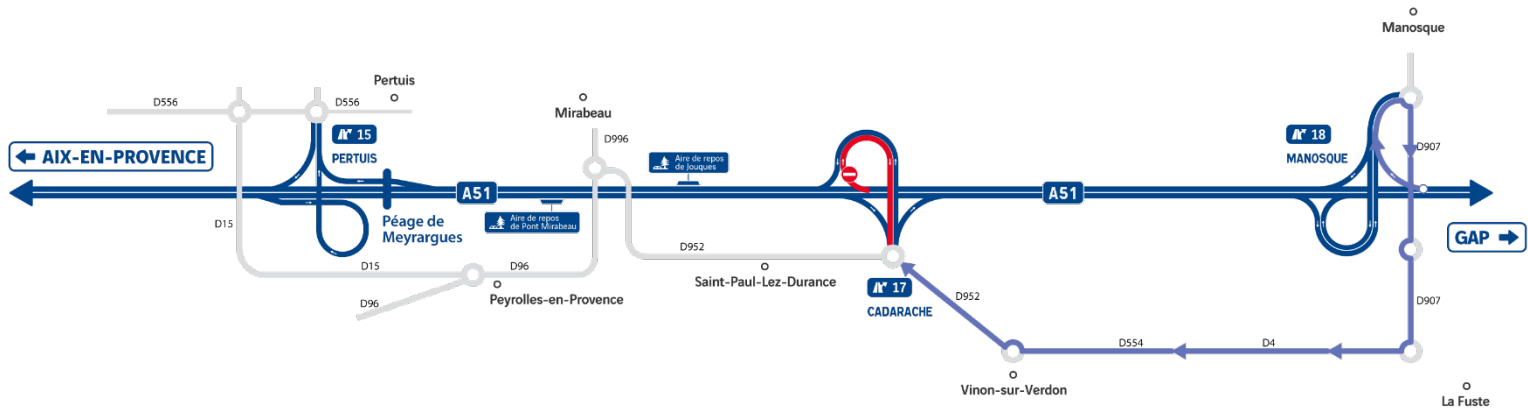 Manosque
Pertuis
D556
D556
Mirabeau
15
PERTUIS
D996
18
MANOSQUE
D907
AIX-EN-PROVENCE
Aire de repos
de Jouques
A51
A51
Péage de
Meyrargues
Aire de repos
de Pont Mirabeau
D15
GAP
D952
D15
D96
Saint-Paul-Lez-Durance
Peyrolles-en-Provence
D96
17
CADARACHE
D952
D907
D554
D4
Vinon-sur-Verdon
La Fuste